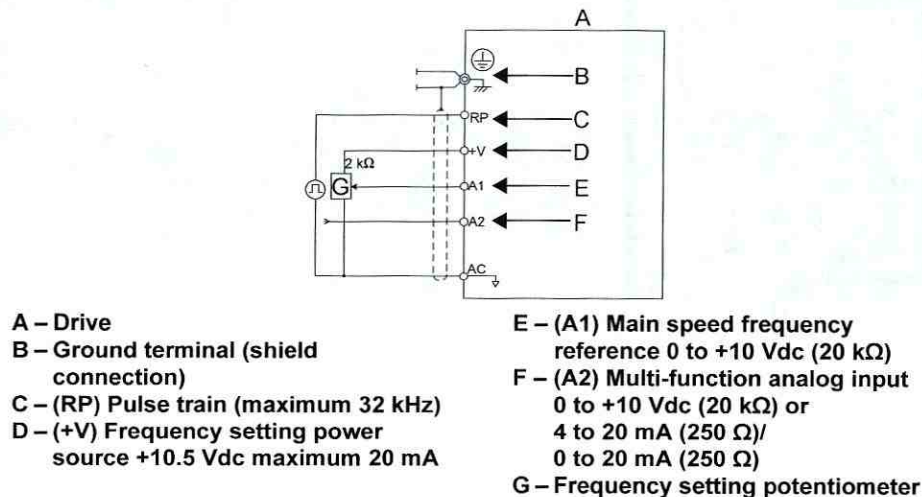 A
B
RP
C
+V
D
2 kΩ
G
A1
E
A2
F
AC
A – Drive
B – Ground terminal (shield
connection)
C – (RP) Pulse train (maximum 32 kHz)
D – (+V) Frequency setting power
source +10.5 Vdc maximum 20 mA
E – (A1) Main speed frequency
reference 0 to +10 Vdc (20 kΩ)
F – (A2) Multi-function analog input
0 to +10 Vdc (20 kΩ) or
4 to 20 mA (250 Ω)/
0 to 20 mA (250 Ω)
G – Frequency setting potentiometer